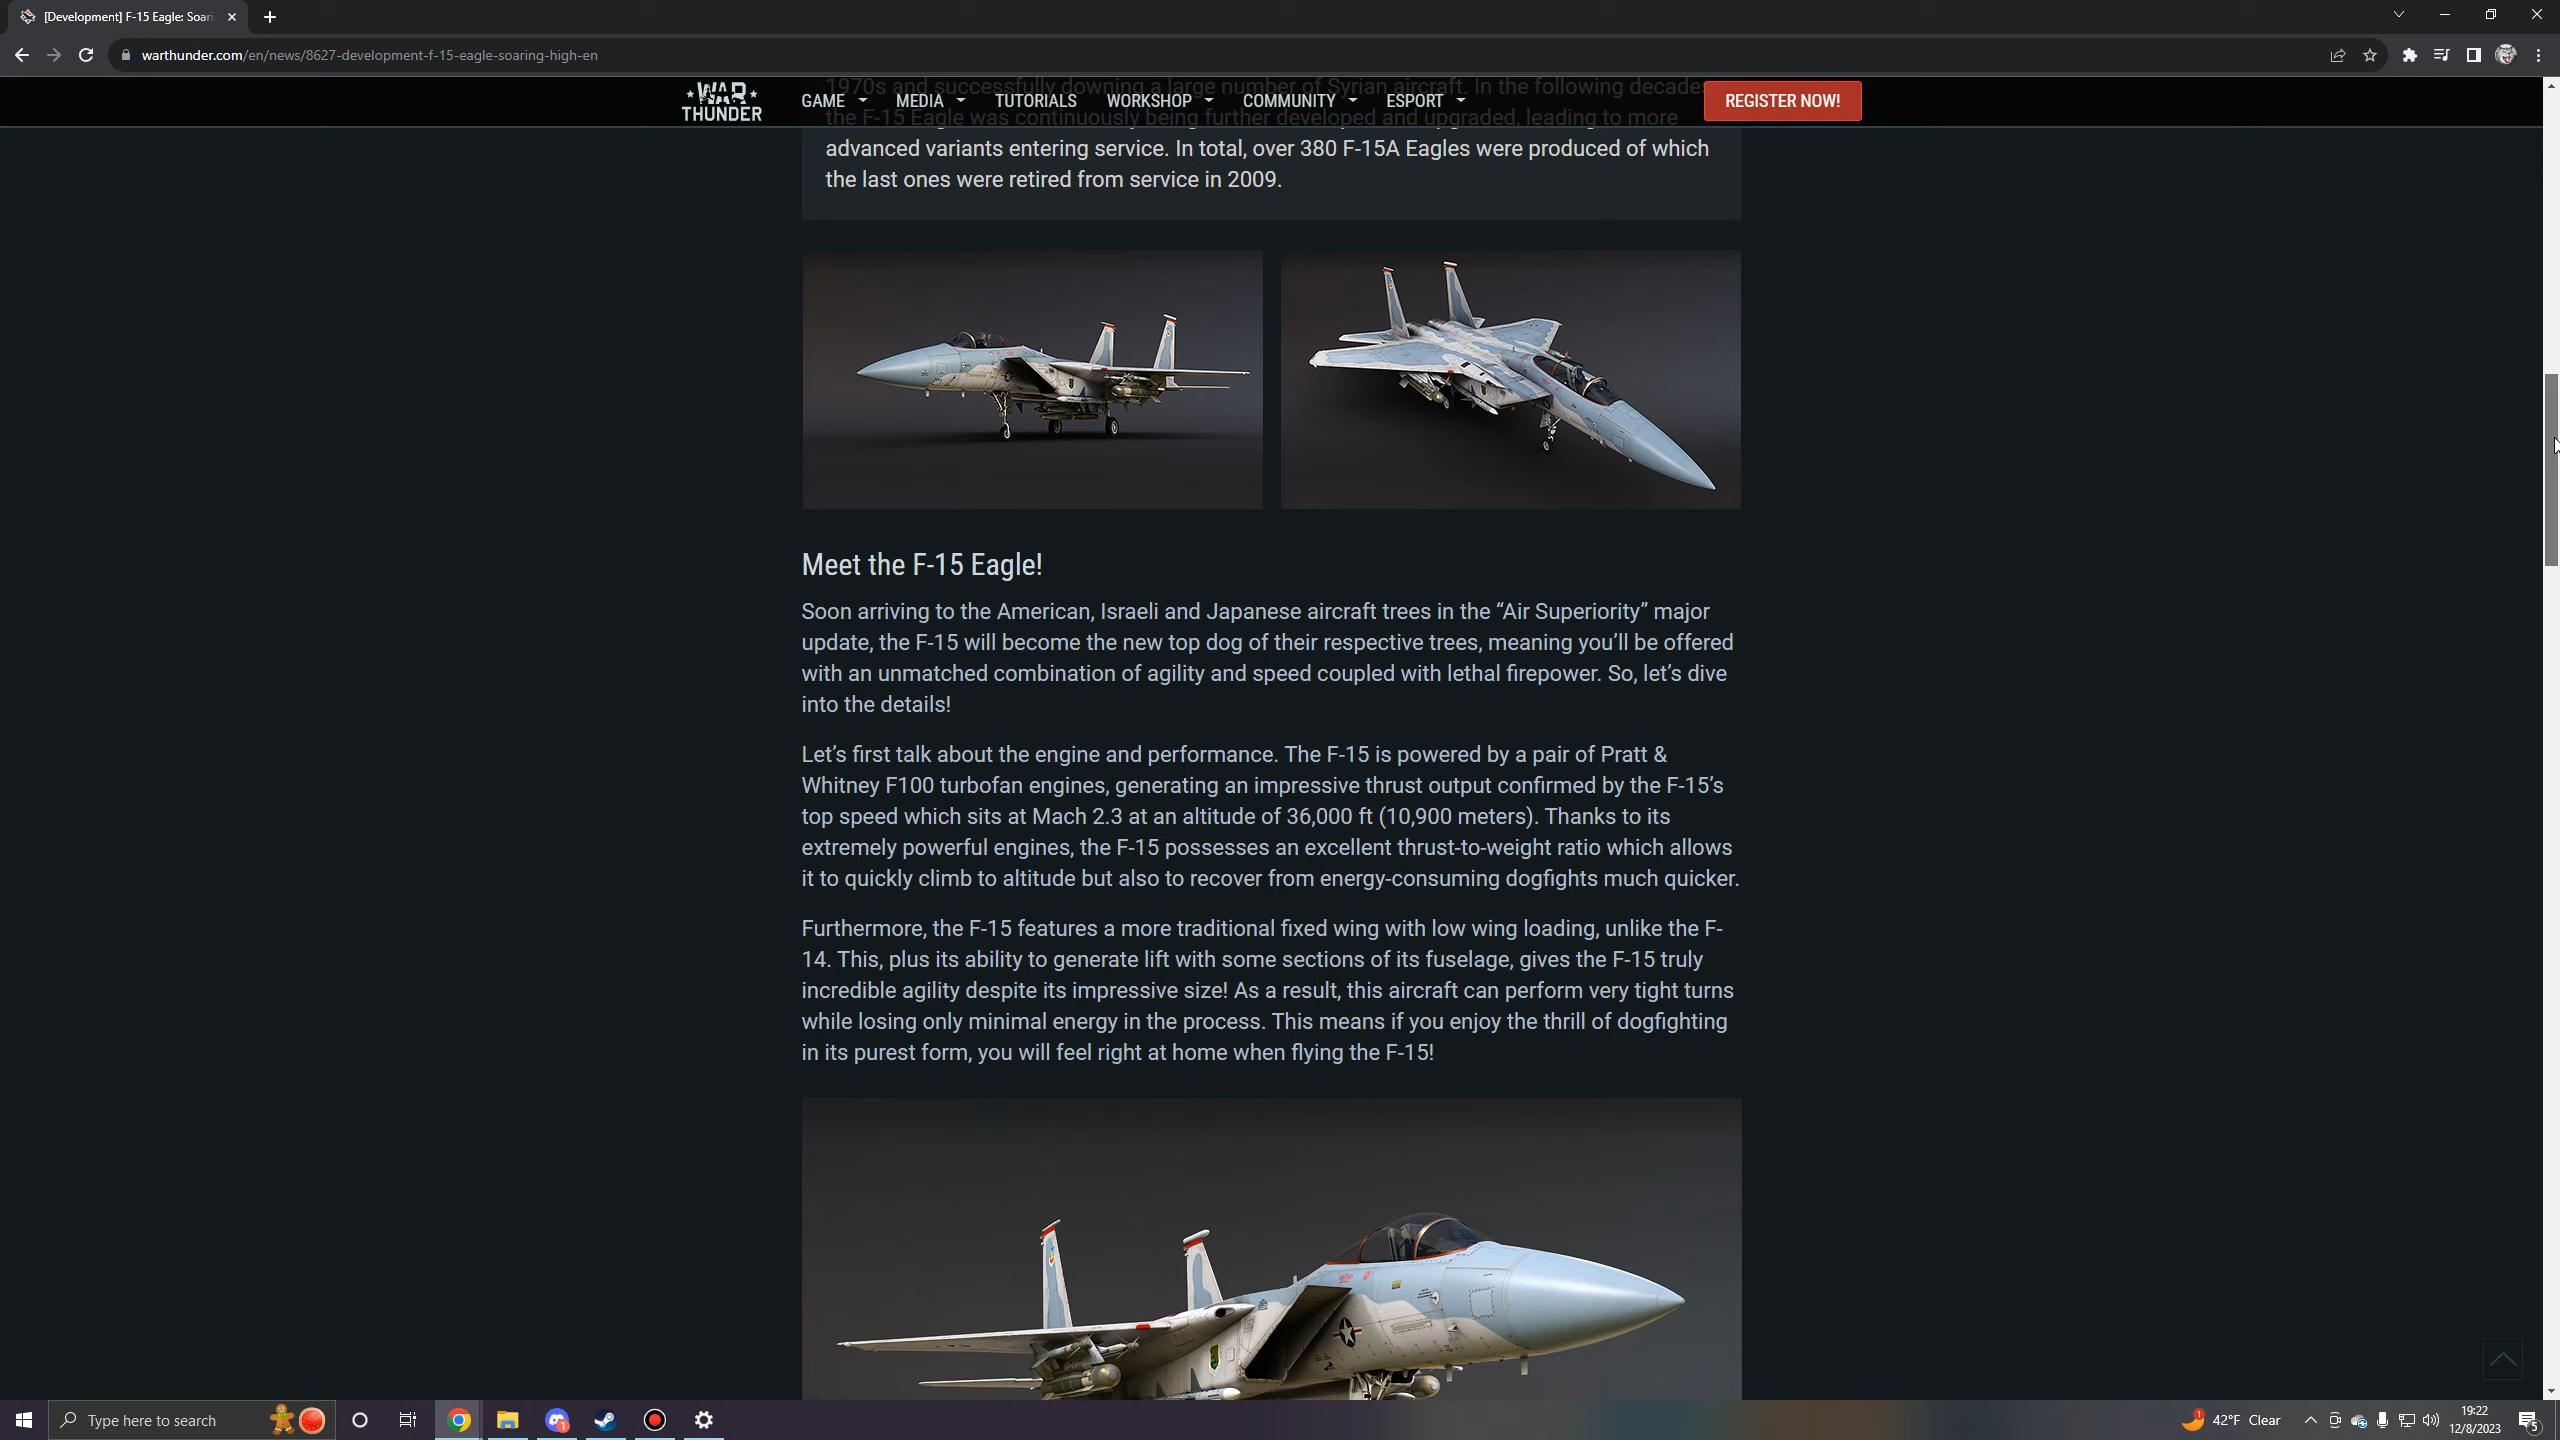 [Development] F-15 Eagle: Soari
warthunder.com/en/news/8627-development-f-15-eagle-soaring-high-en
WAR THUNDER
GAME MEDIA TUTORIALS WORKSHOP COMMUNITY ESPORT REGISTER NOW!
1970s and successfully downing a large number of Syrian aircraft. In the following decades,
the F-15 Eagle was continuously being further developed and upgraded, leading to more
advanced variants entering service. In total, over 380 F-15A Eagles were produced of which
the last ones were retired from service in 2009.
Meet the F-15 Eagle!
Soon arriving to the American, Israeli and Japanese aircraft trees in the “Air Superiority” major
update, the F-15 will become the new top dog of their respective trees, meaning you’ll be offered
with an unmatched combination of agility and speed coupled with lethal firepower. So, let’s dive
into the details!
Let’s first talk about the engine and performance. The F-15 is powered by a pair of Pratt &
Whitney F100 turbofan engines, generating an impressive thrust output confirmed by the F-15’s
top speed which sits at Mach 2.3 at an altitude of 36,000 ft (10,900 meters). Thanks to its
extremely powerful engines, the F-15 possesses an excellent thrust-to-weight ratio which allows
it to quickly climb to altitude but also to recover from energy-consuming dogfights much quicker.
Furthermore, the F-15 features a more traditional fixed wing with low wing loading, unlike the F-
14. This, plus its ability to generate lift with some sections of its fuselage, gives the F-15 truly
incredible agility despite its impressive size! As a result, this aircraft can perform very tight turns
while losing only minimal energy in the process. This means if you enjoy the thrill of dogfighting
in its purest form, you will feel right at home when flying the F-15!
Type here to search
1
1
42°F Clear
19:22
12/8/2023
5